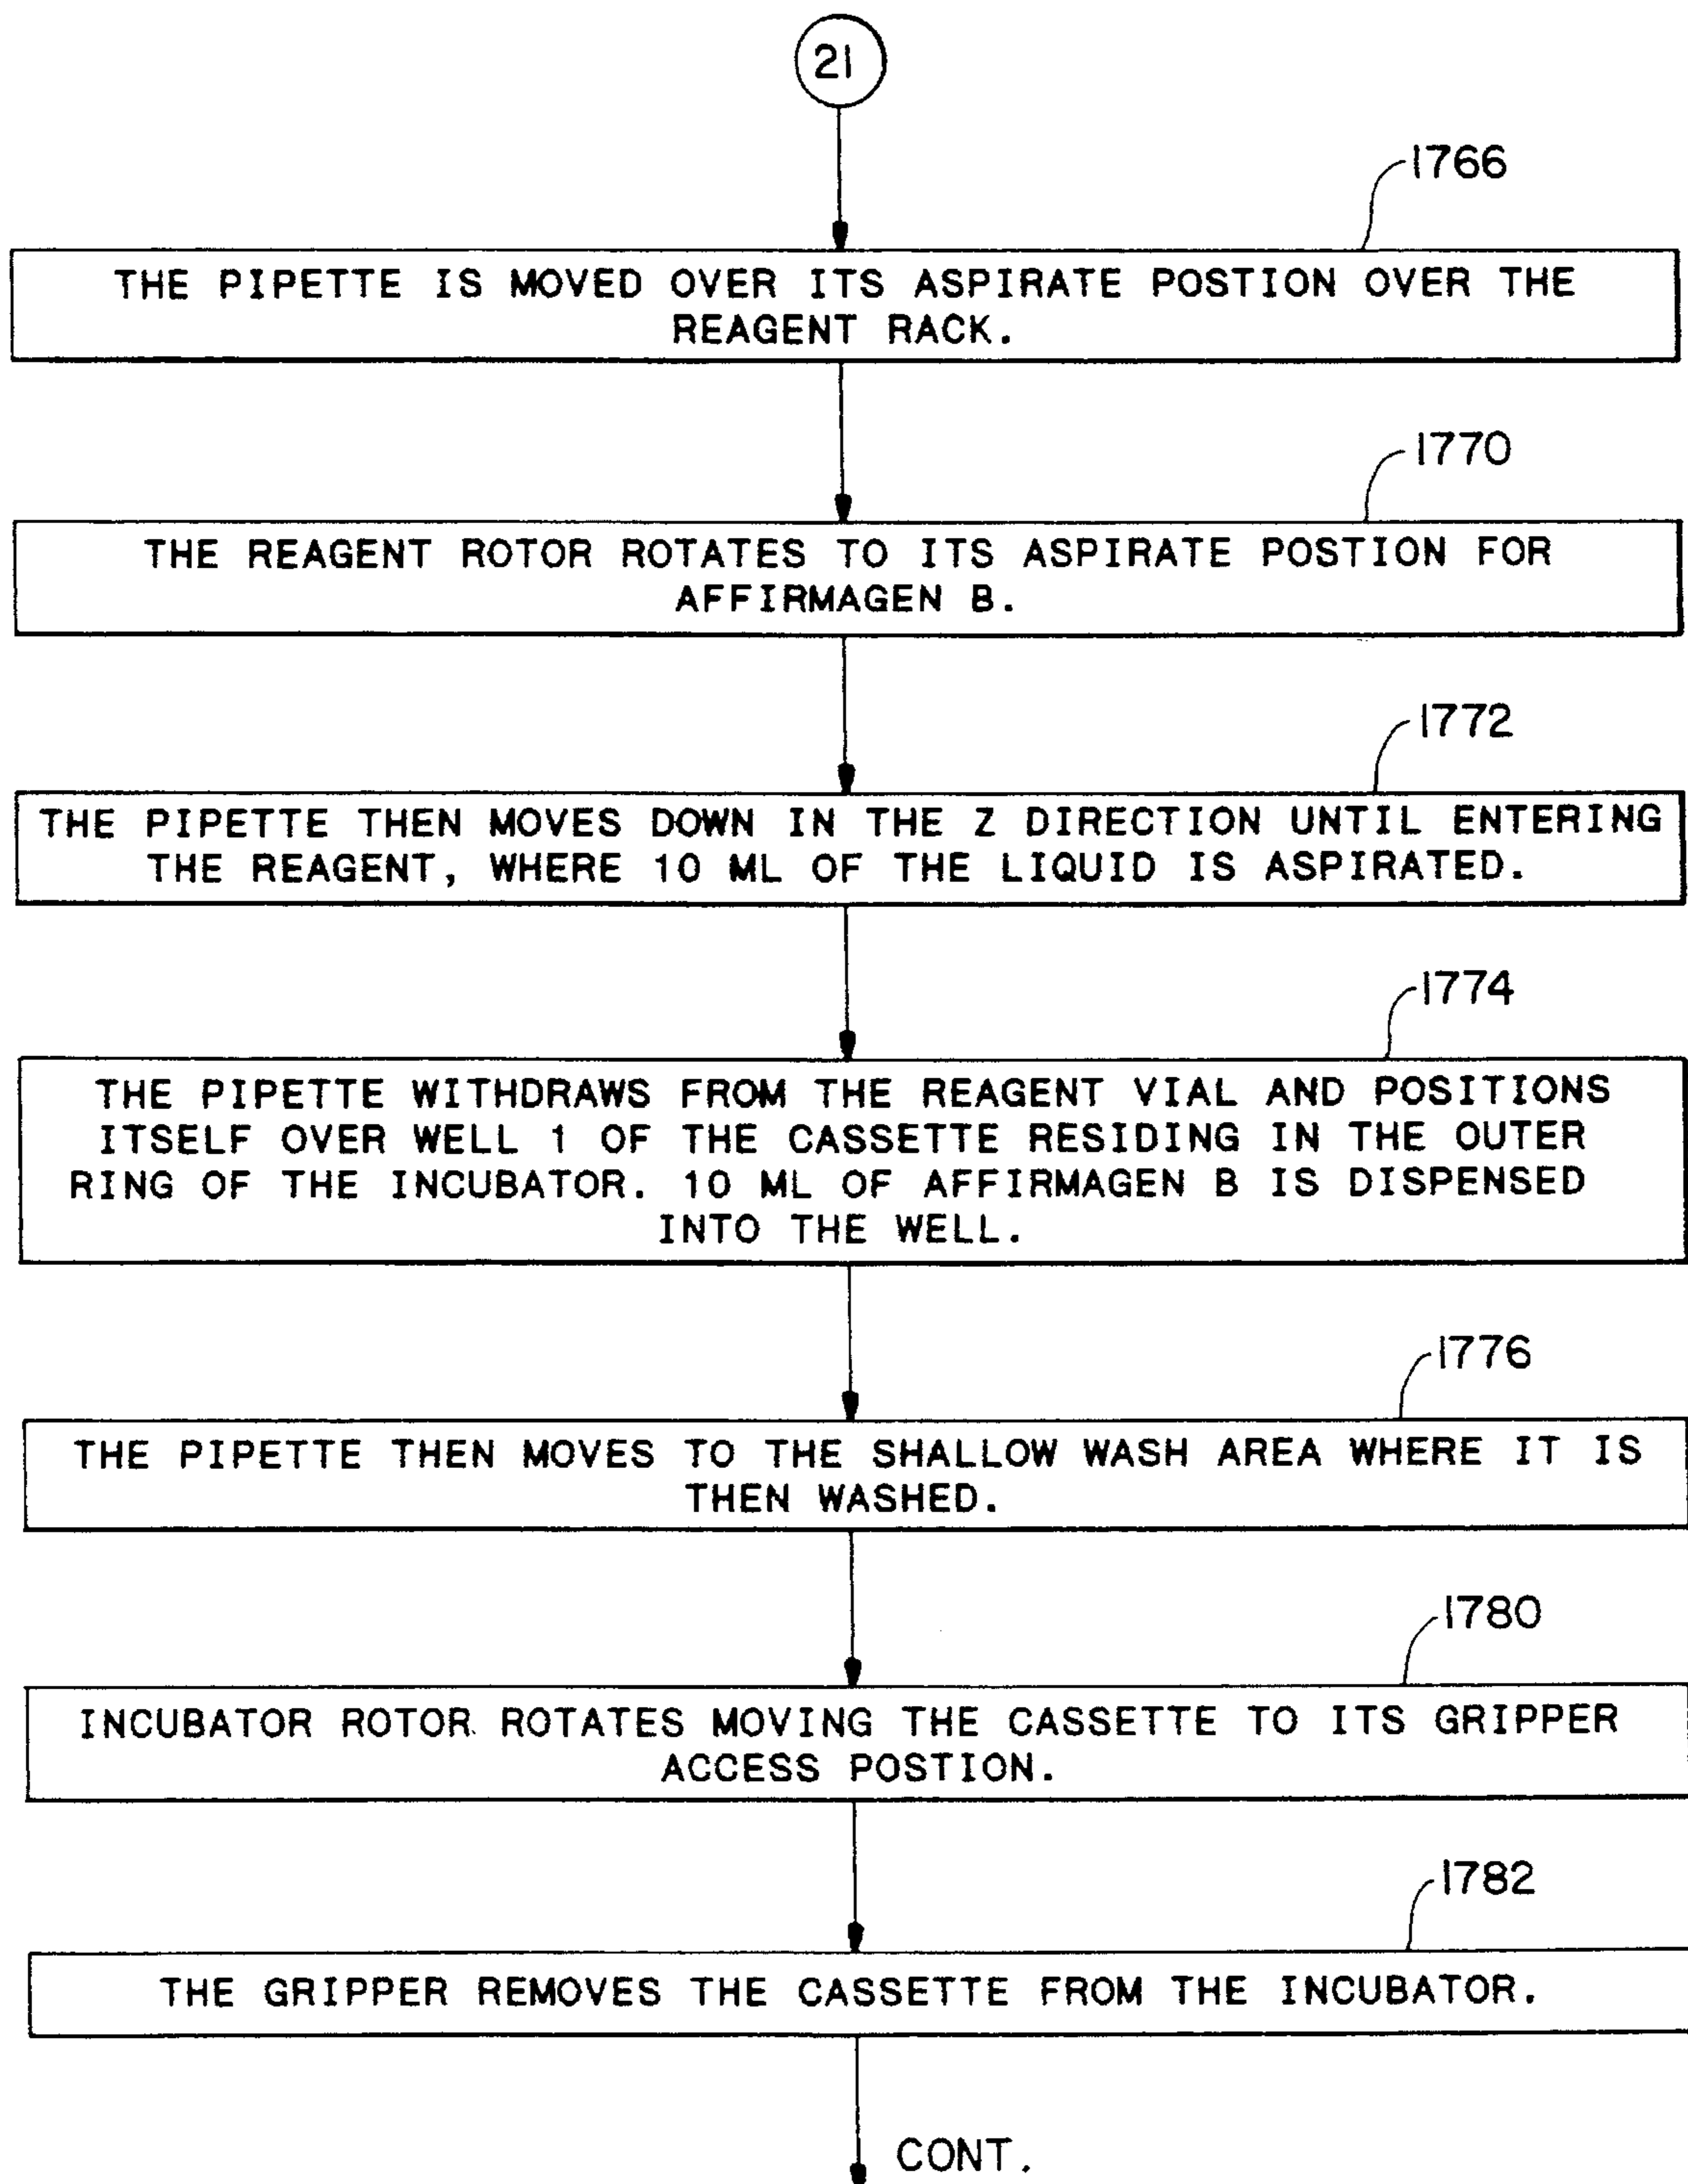 21
1766
THE PIPETTE IS MOVED OVER ITS ASPIRATE POSTION OVER THE
REAGENT RACK.
1770
THE REAGENT ROTOR ROTATES TO ITS ASPIRATE POSTION FOR
AFFIRMAGEN B.
1772
THE PIPETTE THEN MOVES DOWN IN THE Z DIRECTION UNTIL ENTERING
THE REAGENT, WHERE 10 ML OF THE LIQUID IS ASPIRATED.
1774
THE PIPETTE WITHDRAWS FROM THE REAGENT VIAL AND POSITIONS
ITSELF OVER WELL 1 OF THE CASSETTE RESIDING IN THE OUTER
RING OF THE INCUBATOR. 10 ML OF AFFIRMAGEN B IS DISPENSED
INTO THE WELL.
1776
THE PIPETTE THEN MOVES TO THE SHALLOW WASH AREA WHERE IT IS
THEN WASHED.
1780
INCUBATOR ROTOR ROTATES MOVING THE CASSETTE TO ITS GRIPPER
ACCESS POSTION.
1782
THE GRIPPER REMOVES THE CASSETTE FROM THE INCUBATOR.
CONT.